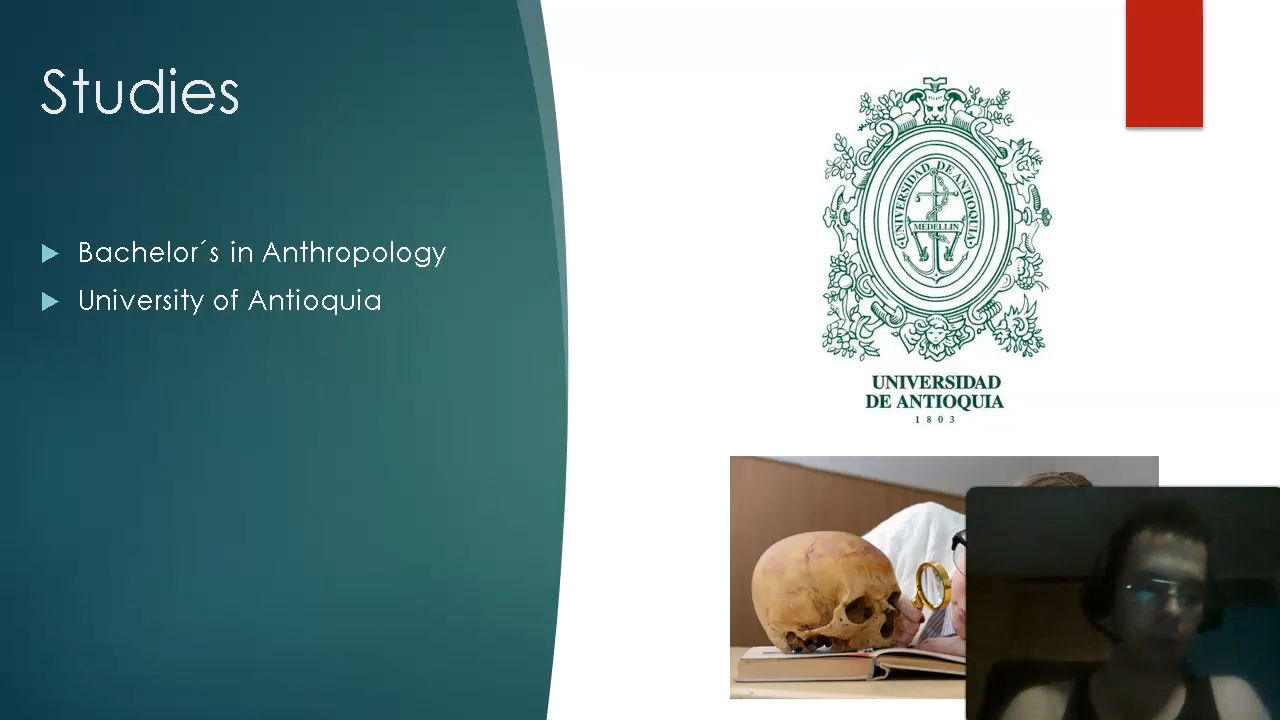 Studies
Bachelor´s in Anthropology
University of Antioquia
UNIVERSIDAD DE ANTIOQUIA
MEDELLIN
UNIVERSIDAD
DE ANTIOQUIA
1803